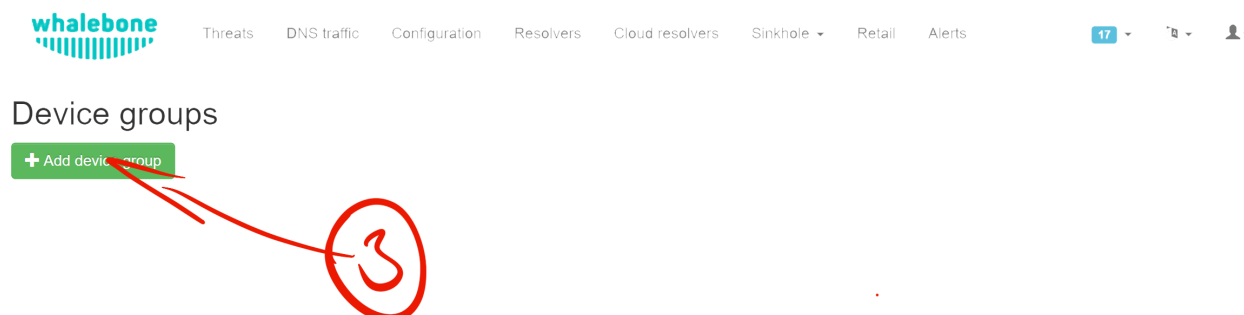 whalebone Threats DNS traffic Configuration Resolvers Cloud resolvers Sinkhole Retail Alerts 17
Device groups
Add device group
3